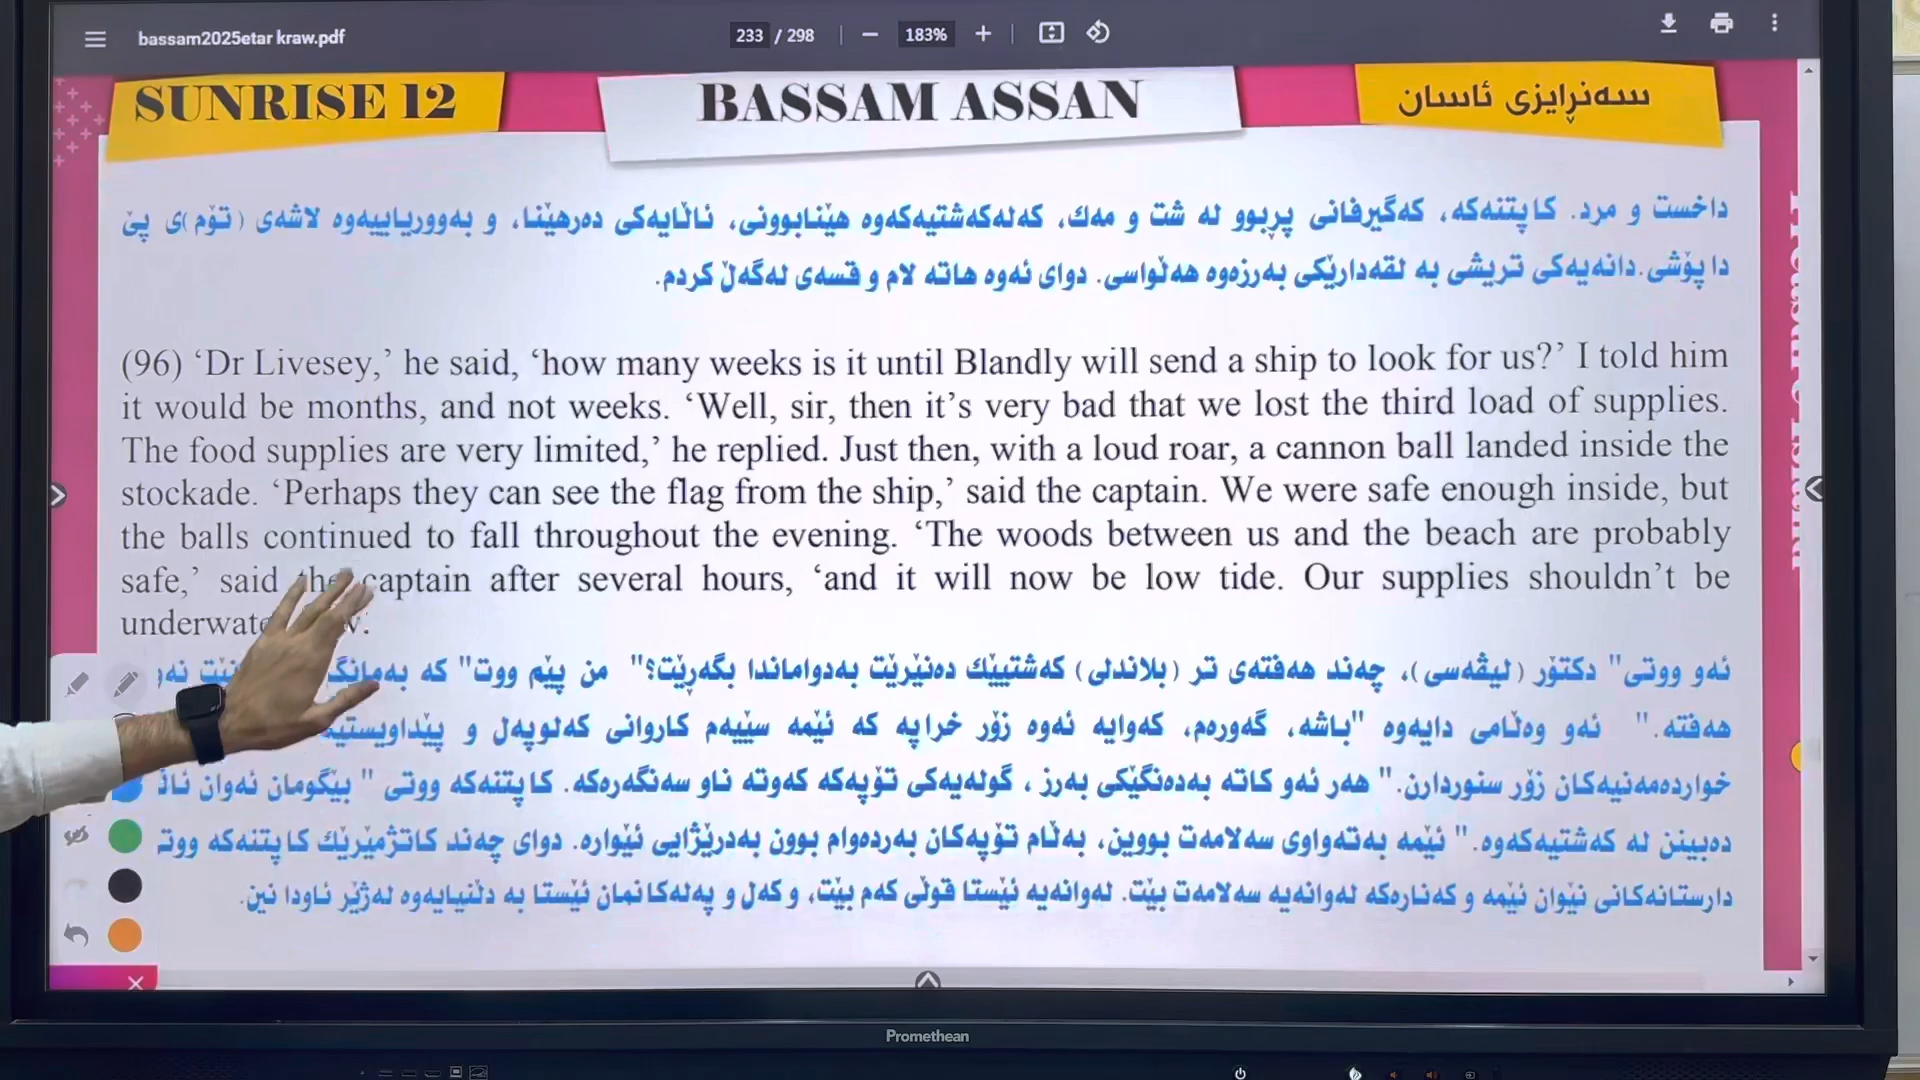 bassam2025etar kraw.pdf
233 / 298
183%
SUNRISE 12
BASSAM ASSAN
سەنڕایزی ئاسان
داخست و مرد. کاپتنەکە، کەگیرفانی پڕبوو لە شت و مەك، کەلەکەشتیەکەوە هێنابوونی، ئاڵایەکی دەرهێنا، و بەووریاییەوە لاشەی (تۆم)ی پێ
داپۆشی.دانەیەکی تریشی بە لقەدارێکی بەرزەوە هەڵواسی. دوای ئەوە هاتە لام و قسەی لەگەڵ کردم.
(96) ‘Dr Livesey,’ he said, ‘how many weeks is it until Blandly will send a ship to look for us?’ I told him
it would be months, and not weeks. ‘Well, sir, then it’s very bad that we lost the third load of supplies.
The food supplies are very limited,’ he replied. Just then, with a loud roar, a cannon ball landed inside the
stockade. ‘Perhaps they can see the flag from the ship,’ said the captain. We were safe enough inside, but
the balls continued to fall throughout the evening. ‘The woods between us and the beach are probably
safe,’ said the captain after several hours, ‘and it will now be low tide. Our supplies shouldn’t be
ئەو ووتی" دکتۆر (لیڤەسی)، چەند هەفتەی تر (بلاندلی) کەشتیێك دەنێرێت بەدواماندا بگەڕێت؟" من پێم ووت" کە
هەفتە." ئەو وەڵامی دایەوە "باشە، گەورەم، کەوایە ئەوە زۆر خراپە کە ئێمە سێیەم کاروانی کەلوپەل و
خواردەمەنیەکان زۆر سنوردارن." هەر ئەو کاتە بەدەنگێکی بەرز ، گولەیەکی تۆپەکە کەوتە ناو سەنگەرەکە. کاپتنەکە ووتی " بێگومان ئەوان
دەبینن لە کەشتیەکەوە." ئێمە بەتەواوی سەلامەت بووین، بەڵام تۆپەکان بەردەوام بوون بەدرێژایی ئێوارە. دوای چەند کاتژمێرێك کاپتنەکە
دارستانەکانی نێوان ئێمە و کەنارەکە لەوانەیە سەلامەت بێت. لەوانەیە ئێستا قوڵی کەم بێت، و کەل و پەلەکانمان ئێستا بە دڵنیایەوە لەژێر ئاودا نین.
Promethean